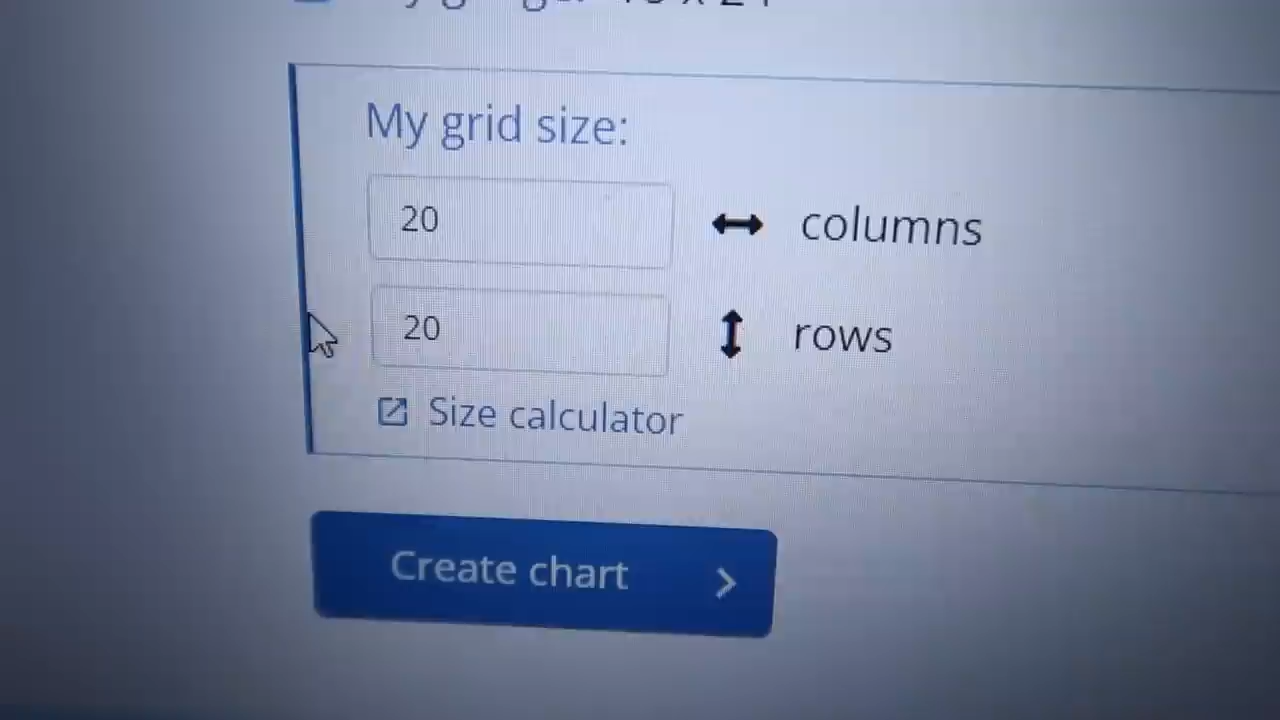 My grid size:
20 columns
20 rows
Size calculator
Create chart